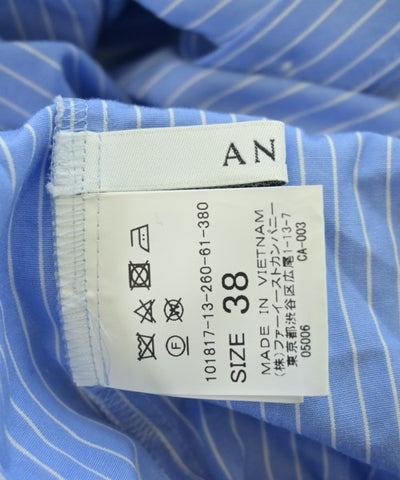 AN
101817-13-260-61-380
SIZE 38
MADE IN VIETNAM
(株)ファーイーストカンパニー
東京都渋谷区広尾1-13-7
05006 CA-003
F